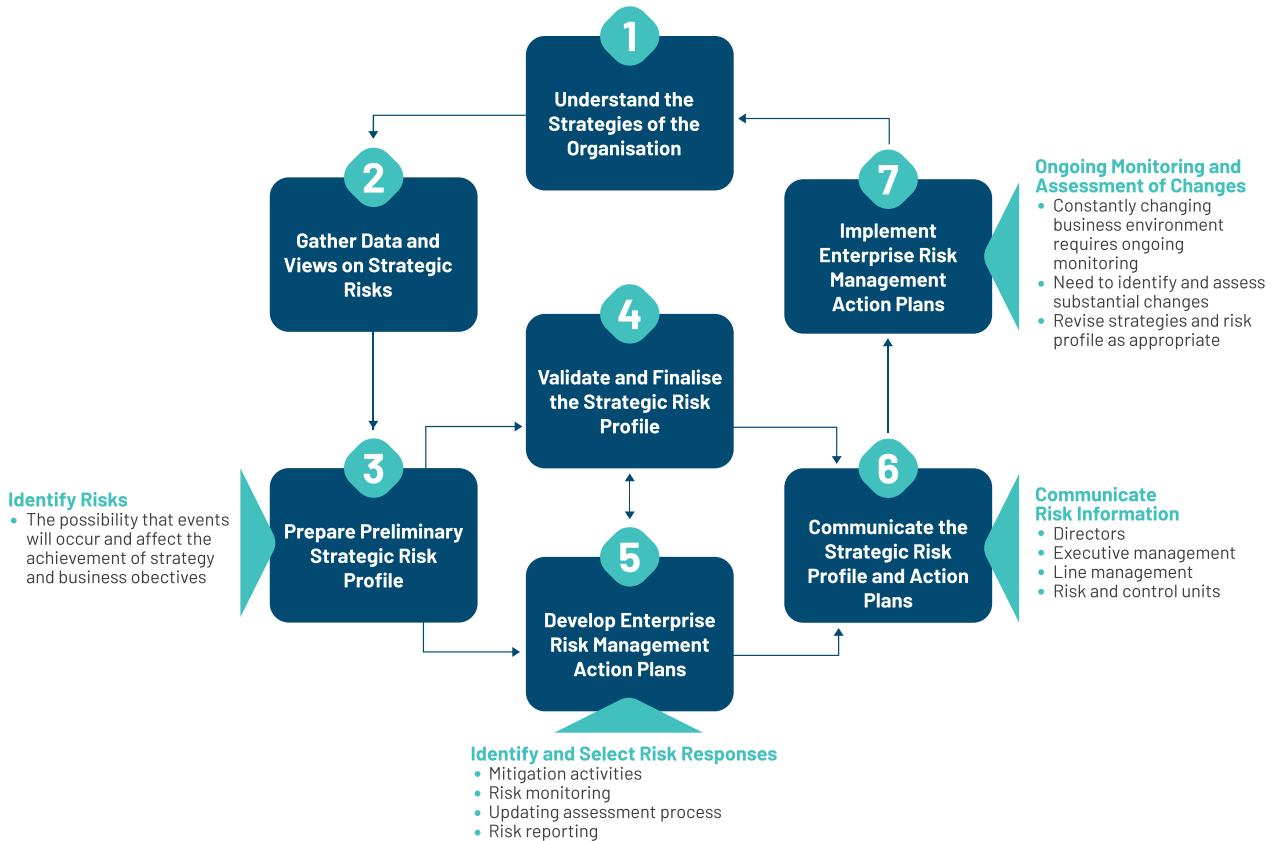 1
Understand the
Strategies of the
Organisation
2
Gather Data and
Views on Strategic
Risks
3
Prepare Preliminary
Strategic Risk
Profile
Identify Risks
• The possibility that events
will occur and affect the
achievement of strategy
and business obectives
4
Validate and Finalise
the Strategic Risk
Profile
5
Develop Enterprise
Risk Management
Action Plans
Identify and Select Risk Responses
• Mitigation activities
• Risk monitoring
• Updating assessment process
• Risk reporting
6
Communicate the
Strategic Risk
Profile and Action
Plans
Communicate
Risk Information
• Directors
• Executive management
• Line management
• Risk and control units
7
Implement
Enterprise Risk
Management
Action Plans
Ongoing Monitoring and
Assessment of Changes
• Constantly changing
business environment
requires ongoing
monitoring
• Need to identify and assess
substantial changes
• Revise strategies and risk
profile as appropriate